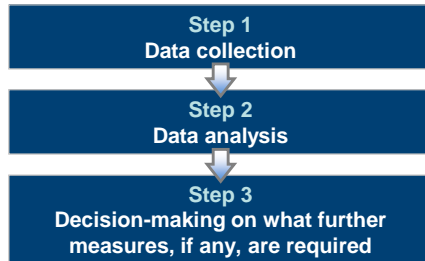 Step 1
Data collection
Step 2
Data analysis
Step 3
Decision-making on what further
measures, if any, are required